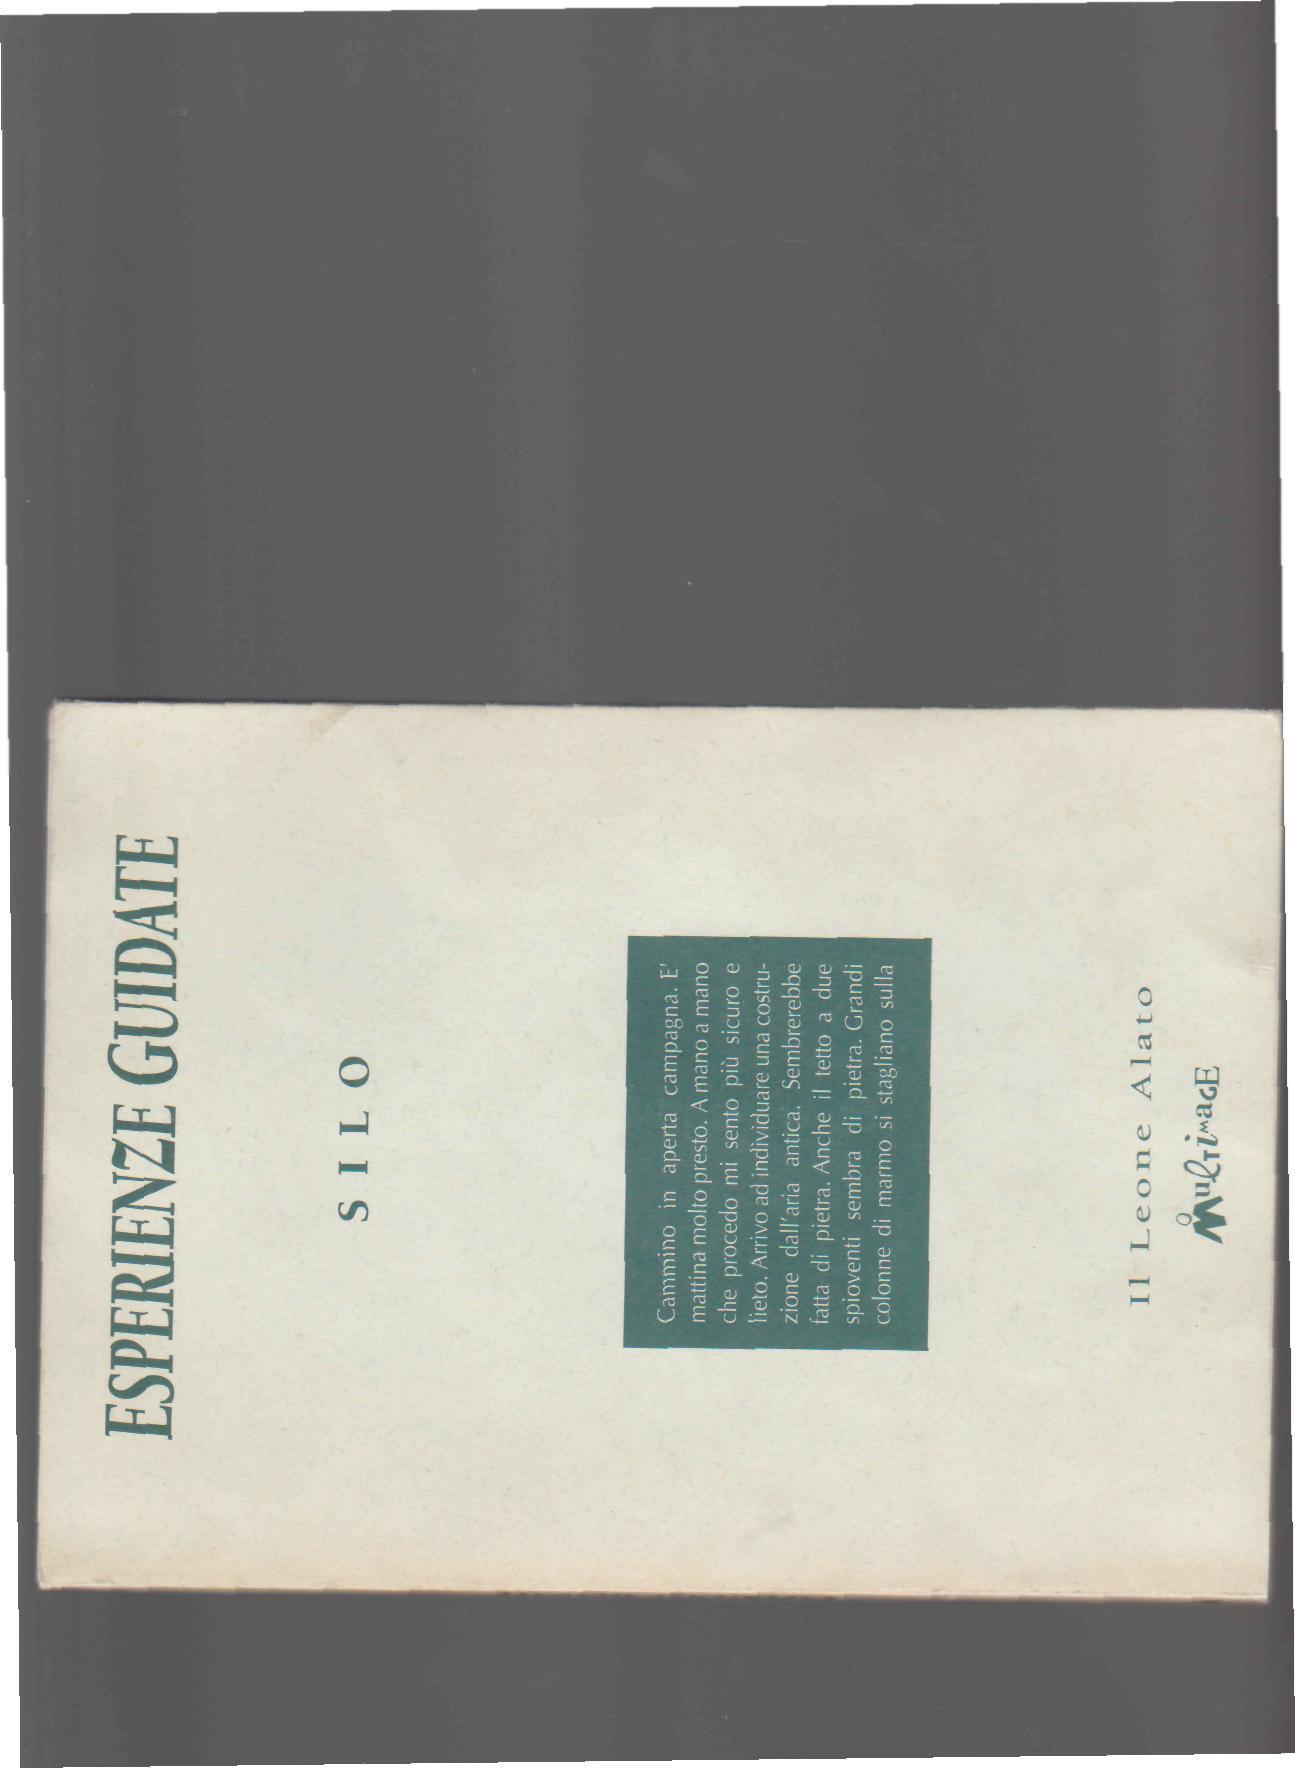 ESPERIENZE GUIDATE
SILO
Cammino in aperta campagna. E'
mattina molto presto. A mano a mano
che procedo mi sento più sicuro e
lieto. Arrivo ad individuare una costru-
zione dall'aria antica. Sembrerebbe
fatta di pietra. Anche il tetto a due
spioventi sembra di pietra. Grandi
colonne di marmo si stagliano sulla
Il Leone Alato
MulTimaGE